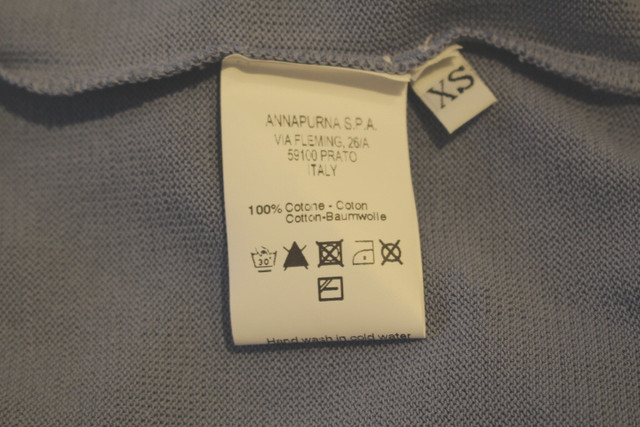 ANNAPURNA S.P.A.
VIA FLEMING, 26/A
59100 PRATO
ITALY
100% Cotone - Coton
Cotton-Baumwolle
30°
Hand wash in cold water
XS